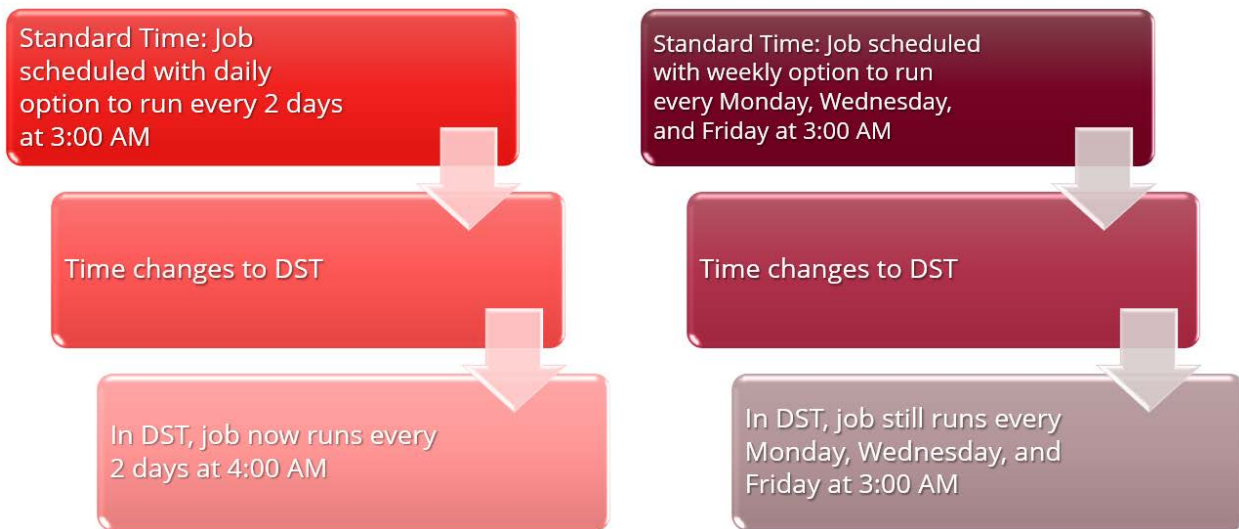 Standard Time: Job
scheduled with daily
option to run every 2 days
at 3:00 AM
Time changes to DST
In DST, job now runs every
2 days at 4:00 AM
Standard Time: Job scheduled
with weekly option to run
every Monday, Wednesday,
and Friday at 3:00 AM
Time changes to DST
In DST, job still runs every
Monday, Wednesday, and
Friday at 3:00 AM